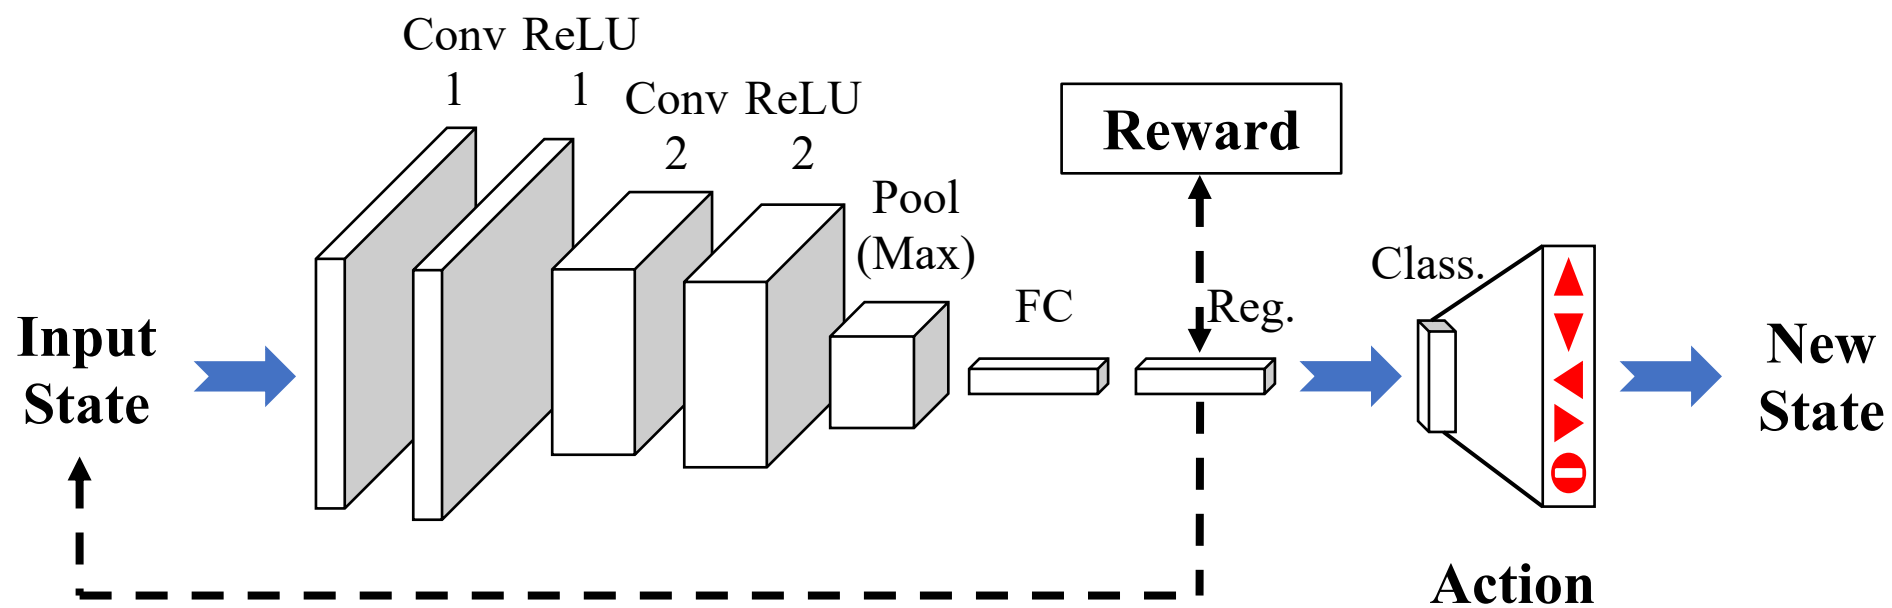 Conv ReLU
1 1
Conv ReLU
2 2
Pool
(Max)
Reward
FC
Reg.
Class.
Input
State
New
State
Action